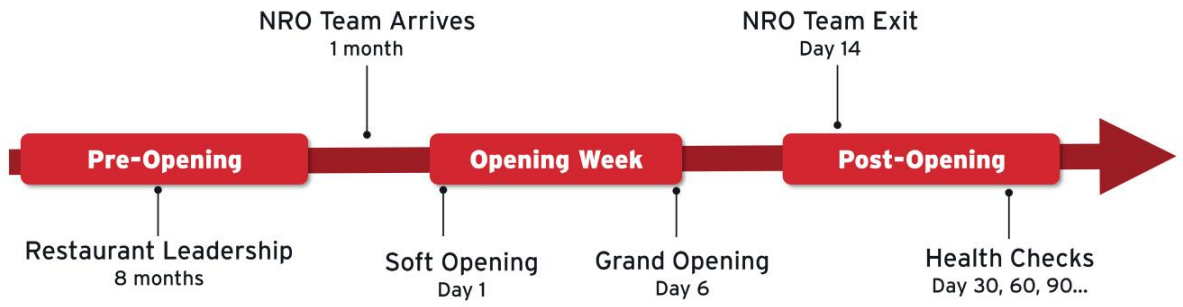 NRO Team Arrives
1 month
NRO Team Exit
Day 14
Pre-Opening
Opening Week
Post-Opening
Restaurant Leadership
8 months
Soft Opening
Day 1
Grand Opening
Day 6
Health Checks
Day 30, 60, 90...